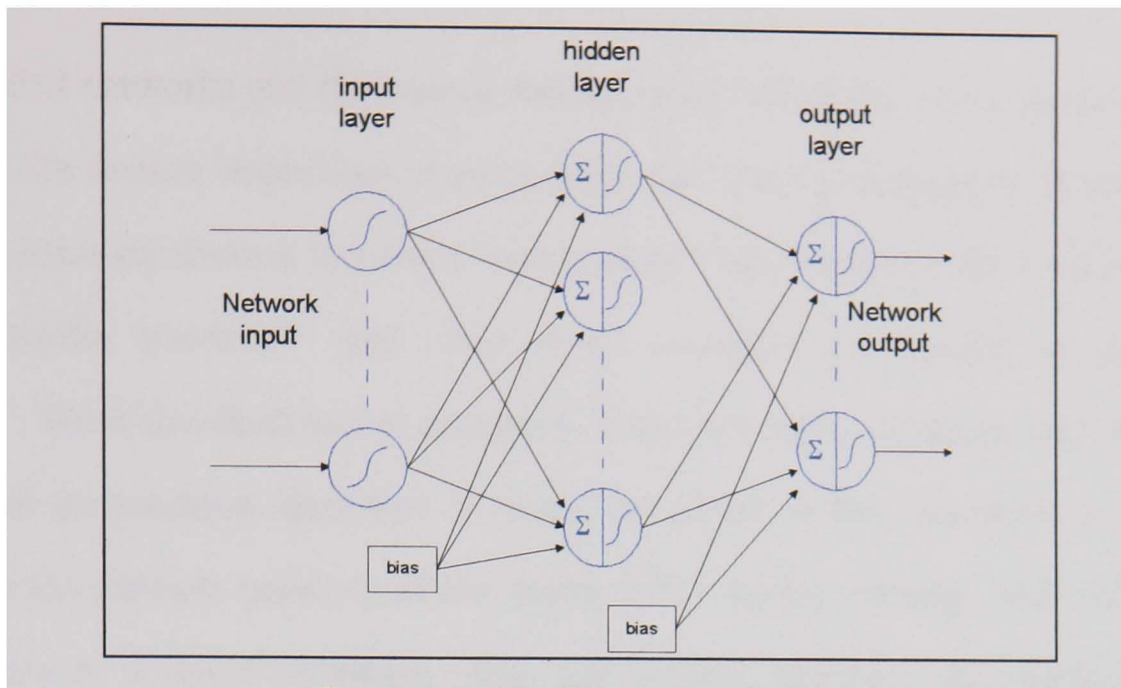 input
layer
hidden
layer
output
layer
Σ
Σ
Σ
Σ
Σ
Network
input
Network
output
bias
bias